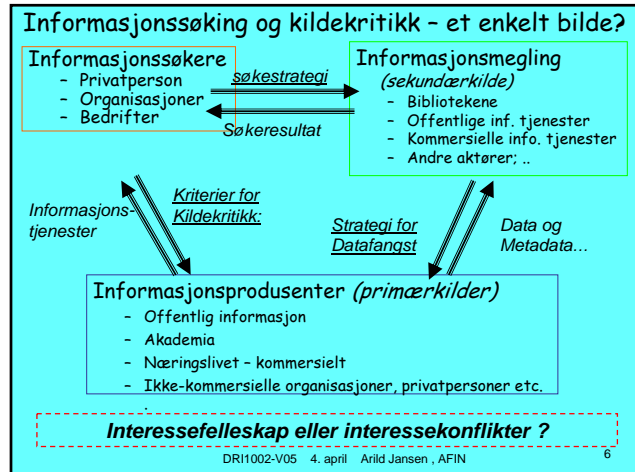 Informasjonssøking og kildekritikk – et enkelt bilde?
Informasjonssøkere
– Privatperson
– Organisasjoner
– Bedrifter
søkestrategi
Søkeresultat
Informasjonsmegling
(sekundærkilde)
– Bibliotekene
– Offentlige inf. tjenester
– Kommersielle info. tjenester
– Andre aktører; ..
Informasjons-
tjenester
Kriterier for
Kildekritikk:
Strategi for
Datafangst
Data og
Metadata…
Informasjonsprodusenter (primærkilder)
– Offentlig informasjon
– Akademia
– Næringslivet – kommersielt
– Ikke-kommersielle organisasjoner, privatpersoner etc.
.
Interessefelleskap eller interessekonflikter ?
DRI1002-V05 4. april Arild Jansen , AFIN
6